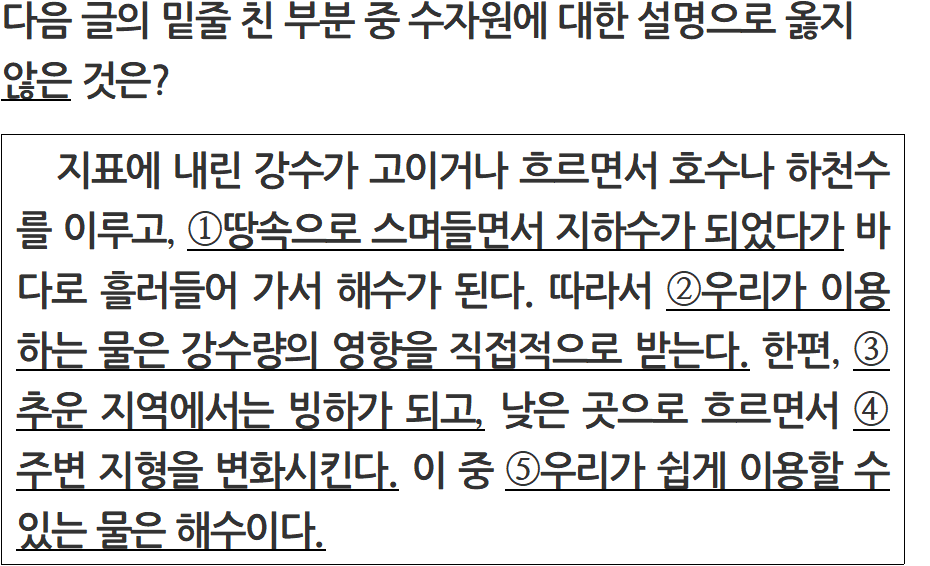 다음 글의 밑줄 친 부분 중 수자원에 대한 설명으로 옳지
않은 것은?
지표에 내린 강수가 고이거나 흐르면서 호수나 하천수
를 이루고, ①땅속으로 스며들면서 지하수가 되었다가 바
다로 흘러들어 가서 해수가 된다. 따라서 ②우리가 이용
하는 물은 강수량의 영향을 직접적으로 받는다. 한편, ③
추운 지역에서는 빙하가 되고, 낮은 곳으로 흐르면서 ④
주변 지형을 변화시킨다. 이 중 ⑤우리가 쉽게 이용할 수
있는 물은 해수이다.